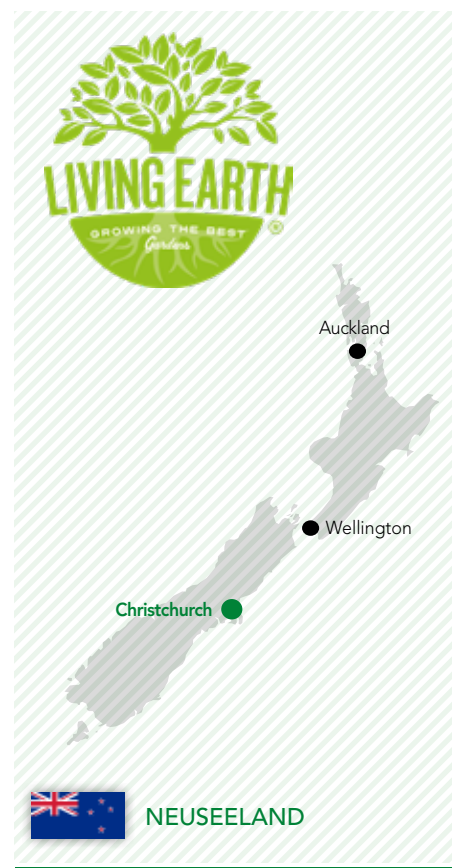 LIVING EARTH
GROWING THE BEST
Gardens
®
Auckland
Wellington
Christchurch
NEUSEELAND